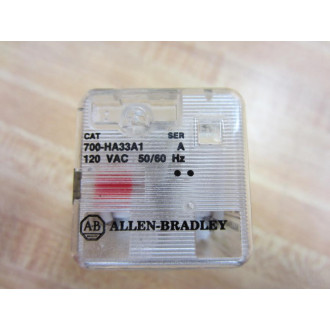 CAT SER
700-HA33A1 A
120 VAC 50/60 Hz
AB ALLEN-BRADLEY